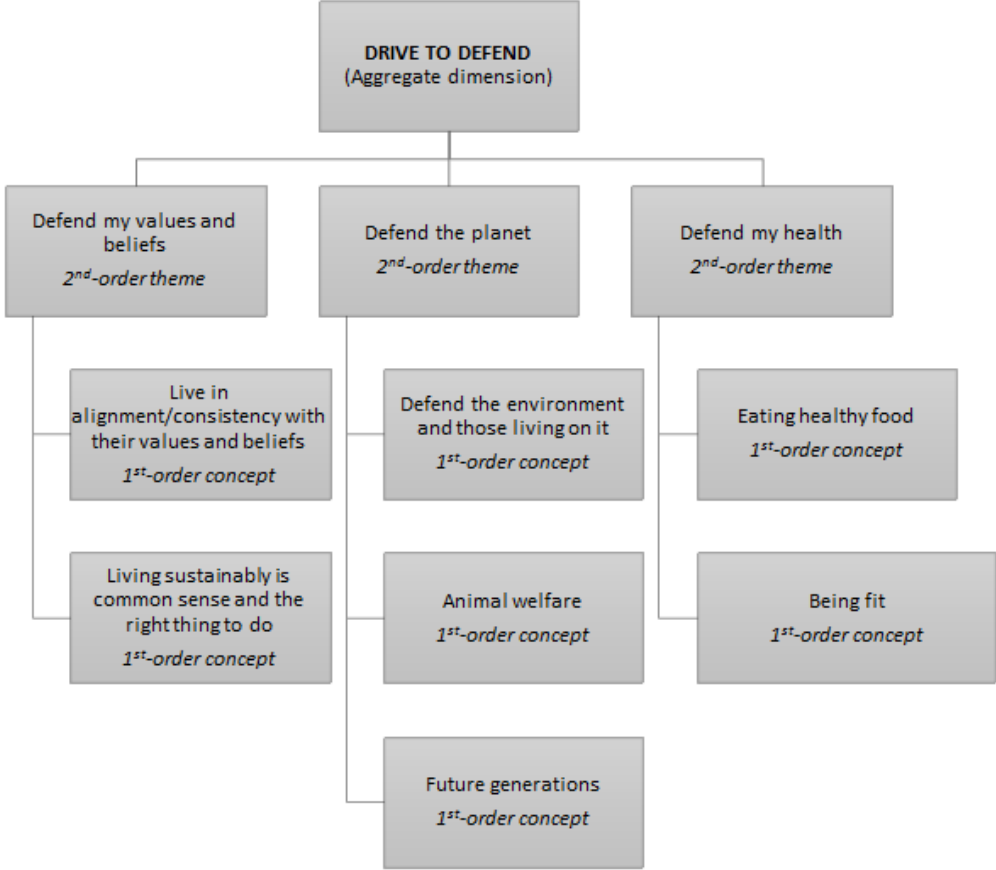 DRIVE TO DEFEND
(Aggregate dimension)
Defend my values and
beliefs
2nd-order theme
Defend the planet
2nd-order theme
Defend my health
2nd-order theme
Live in
alignment/consistency with
their values and beliefs
1st-order concept
Defend the environment
and those living on it
1st-order concept
Eating healthy food
1st-order concept
Living sustainably is
common sense and the
right thing to do
1st-order concept
Animal welfare
1st-order concept
Being fit
1st-order concept
Future generations
1st-order concept